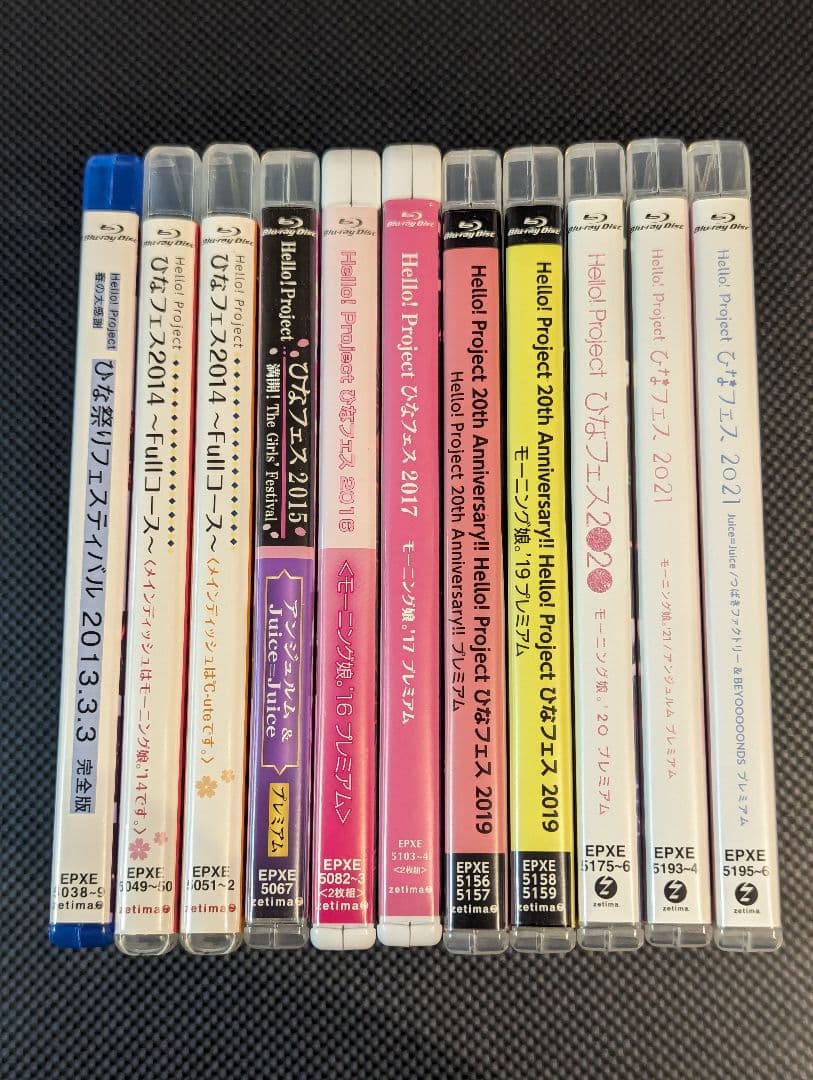 Blu-ray Disc
Hello! Project
春の大感謝
ひな祭りフェスティバル 2013.3.3 完全版
EPXE
5038~9
zetima
Blu-ray Disc
Hello! Project
ひなフェス2014 ~Fullコース~〈メインディッシュはモーニング娘。'14です。〉
EPXE
5049~50
zetima
Blu-ray Disc
Hello! Project
ひなフェス2014 ~Fullコース~〈メインディッシュは℃-uteです。〉
EPXE
5051~2
zetima
Blu-ray Disc
Hello! Project
ひなフェス 2015
満開! The Girls' Festival
アンジュルム &
Juice=Juice
プレミアム
EPXE
5067
zetima
Blu-ray Disc
Hello! Project ひなフェス 2016
<モーニング娘。'16 プレミアム>
EPXE
5082~3
<2枚組>
zetima
Blu-ray Disc
Hello! Project ひなフェス 2017
モーニング娘。'17 プレミアム
EPXE
5103~4
<2枚組>
zetima
Blu-ray Disc
Hello! Project 20th Anniversary!! Hello! Project ひなフェス 2019
Hello! Project 20th Anniversary!! プレミアム
EPXE
5156
5157
zetima
Blu-ray Disc
Hello! Project 20th Anniversary!! Hello! Project ひなフェス 2019
モーニング娘。'19 プレミアム
EPXE
5158
5159
zetima
Blu-ray Disc
Hello! Project ひなフェス 2020
モーニング娘。'20 プレミアム
EPXE
5175~6
zetima
Blu-ray Disc
Hello! Project ひなフェス 2021
モーニング娘。'21/アンジュルム プレミアム
EPXE
5193~4
zetima
Blu-ray Disc
Hello! Project ひなフェス 2021
Juice=Juice/つばきファクトリー&BEYOOOOONDS プレミアム
EPXE
5195~6
zetima